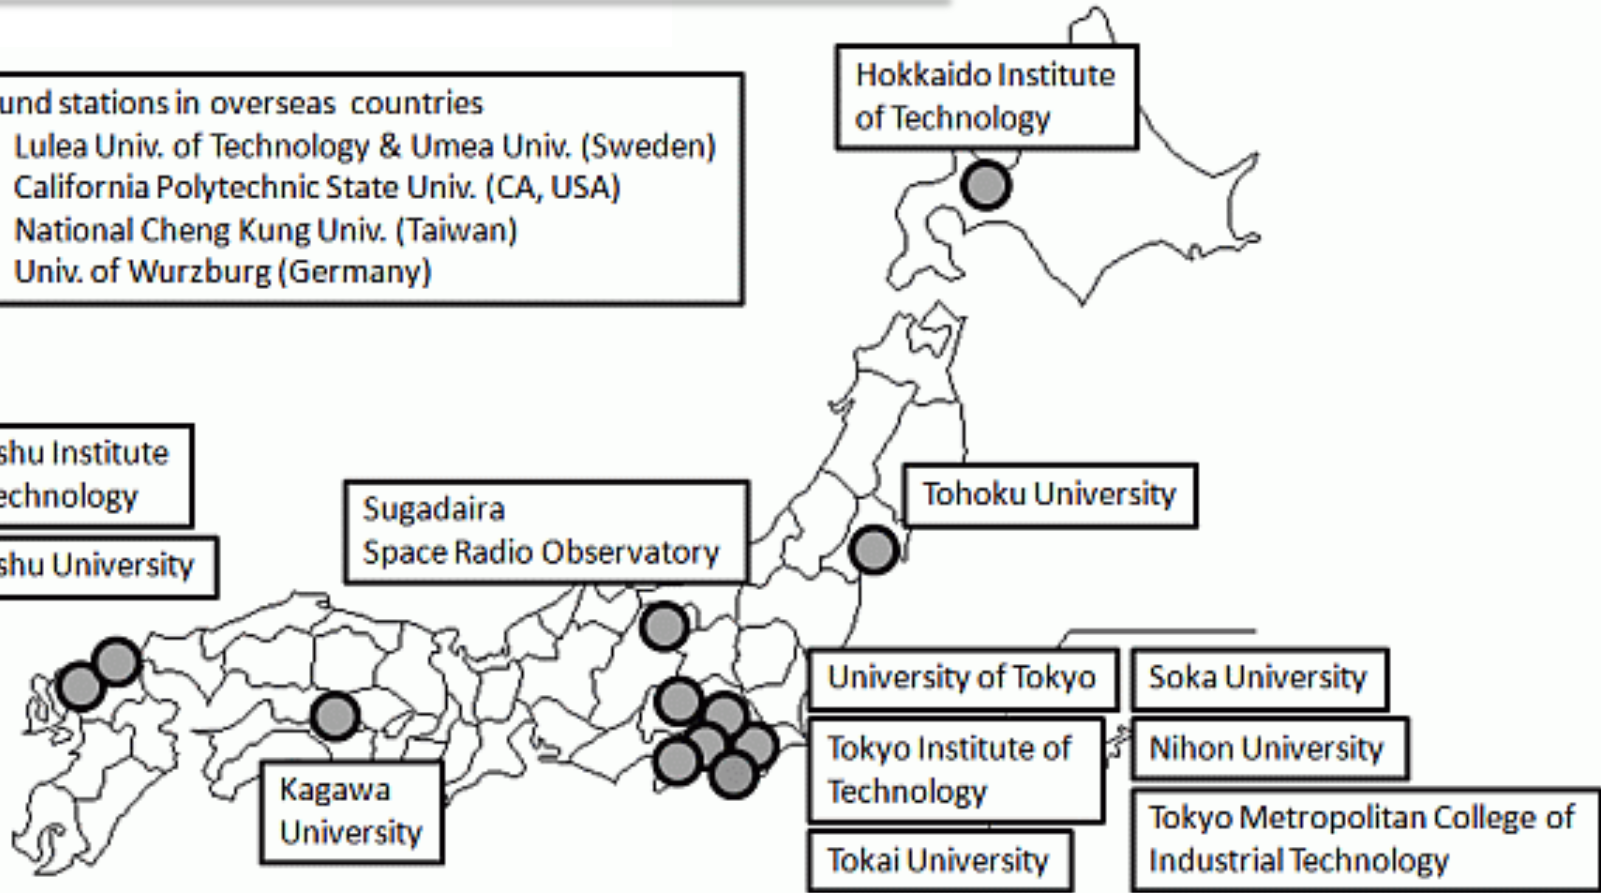 und stations in overseas countries
Lulea Univ. of Technology & Umea Univ. (Sweden)
California Polytechnic State Univ. (CA, USA)
National Cheng Kung Univ. (Taiwan)
Univ. of Wurzburg (Germany)
Hokkaido Institute
of Technology
shu Institute
echnology
shu University
Sugadaira
Space Radio Observatory
Tohoku University
Kagawa
University
University of Tokyo
Tokyo Institute of
Technology
Tokai University
Soka University
Nihon University
Tokyo Metropolitan College of
Industrial Technology